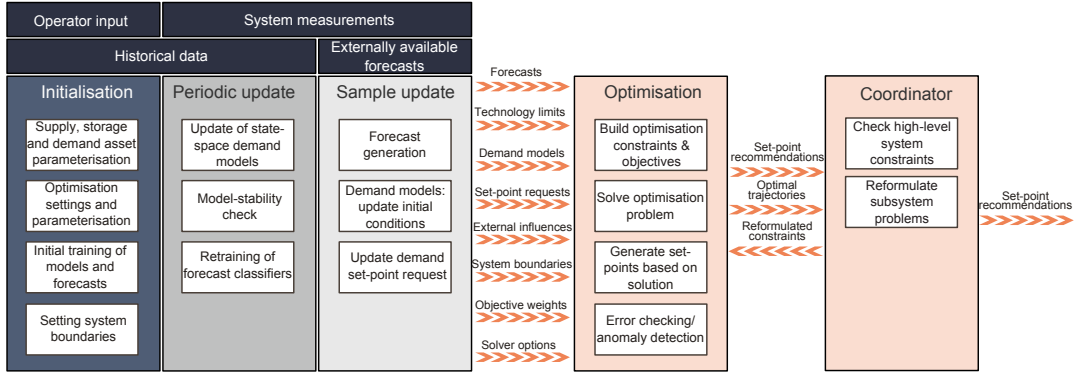 Operator input
System measurements
Historical data
Externally available
forecasts
Initialisation
Supply, storage
and demand asset
parameterisation
Optimisation
settings and
parameterisation
Initial training of
models and
forecasts
Setting system
boundaries
Periodic update
Update of state-
space demand
models
Model-stability
check
Retraining of
forecast classifiers
Sample update
Forecast
generation
Demand models:
update initial
conditions
Update demand
set-point request
Forecasts
Technology limits
Demand models
Set-point requests
External influences
System boundaries
Objective weights
Solver options
Optimisation
Build optimisation
constraints &
objectives
Solve optimisation
problem
Generate set-
points based on
solution
Error checking/
anomaly detection
Set-point
recommendations
Optimal
trajectories
Reformulated
constraints
Coordinator
Check high-level
system
constraints
Reformulate
subsystem
problems
Set-point
recommendations